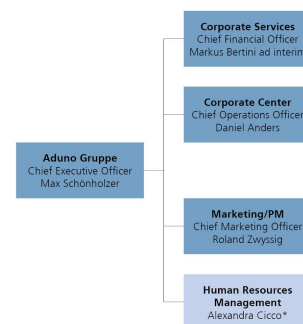 Corporate Services
Chief Financial Officer
Markus Bertini ad interim
Corporate Center
Chief Operations Officer
Daniel Anders
Aduno Gruppe
Chief Executive Officer
Max Schönholzer
Marketing/PM
Chief Marketing Officer
Roland Zwyssig
Human Resources
Management
Alexandra Cicco*